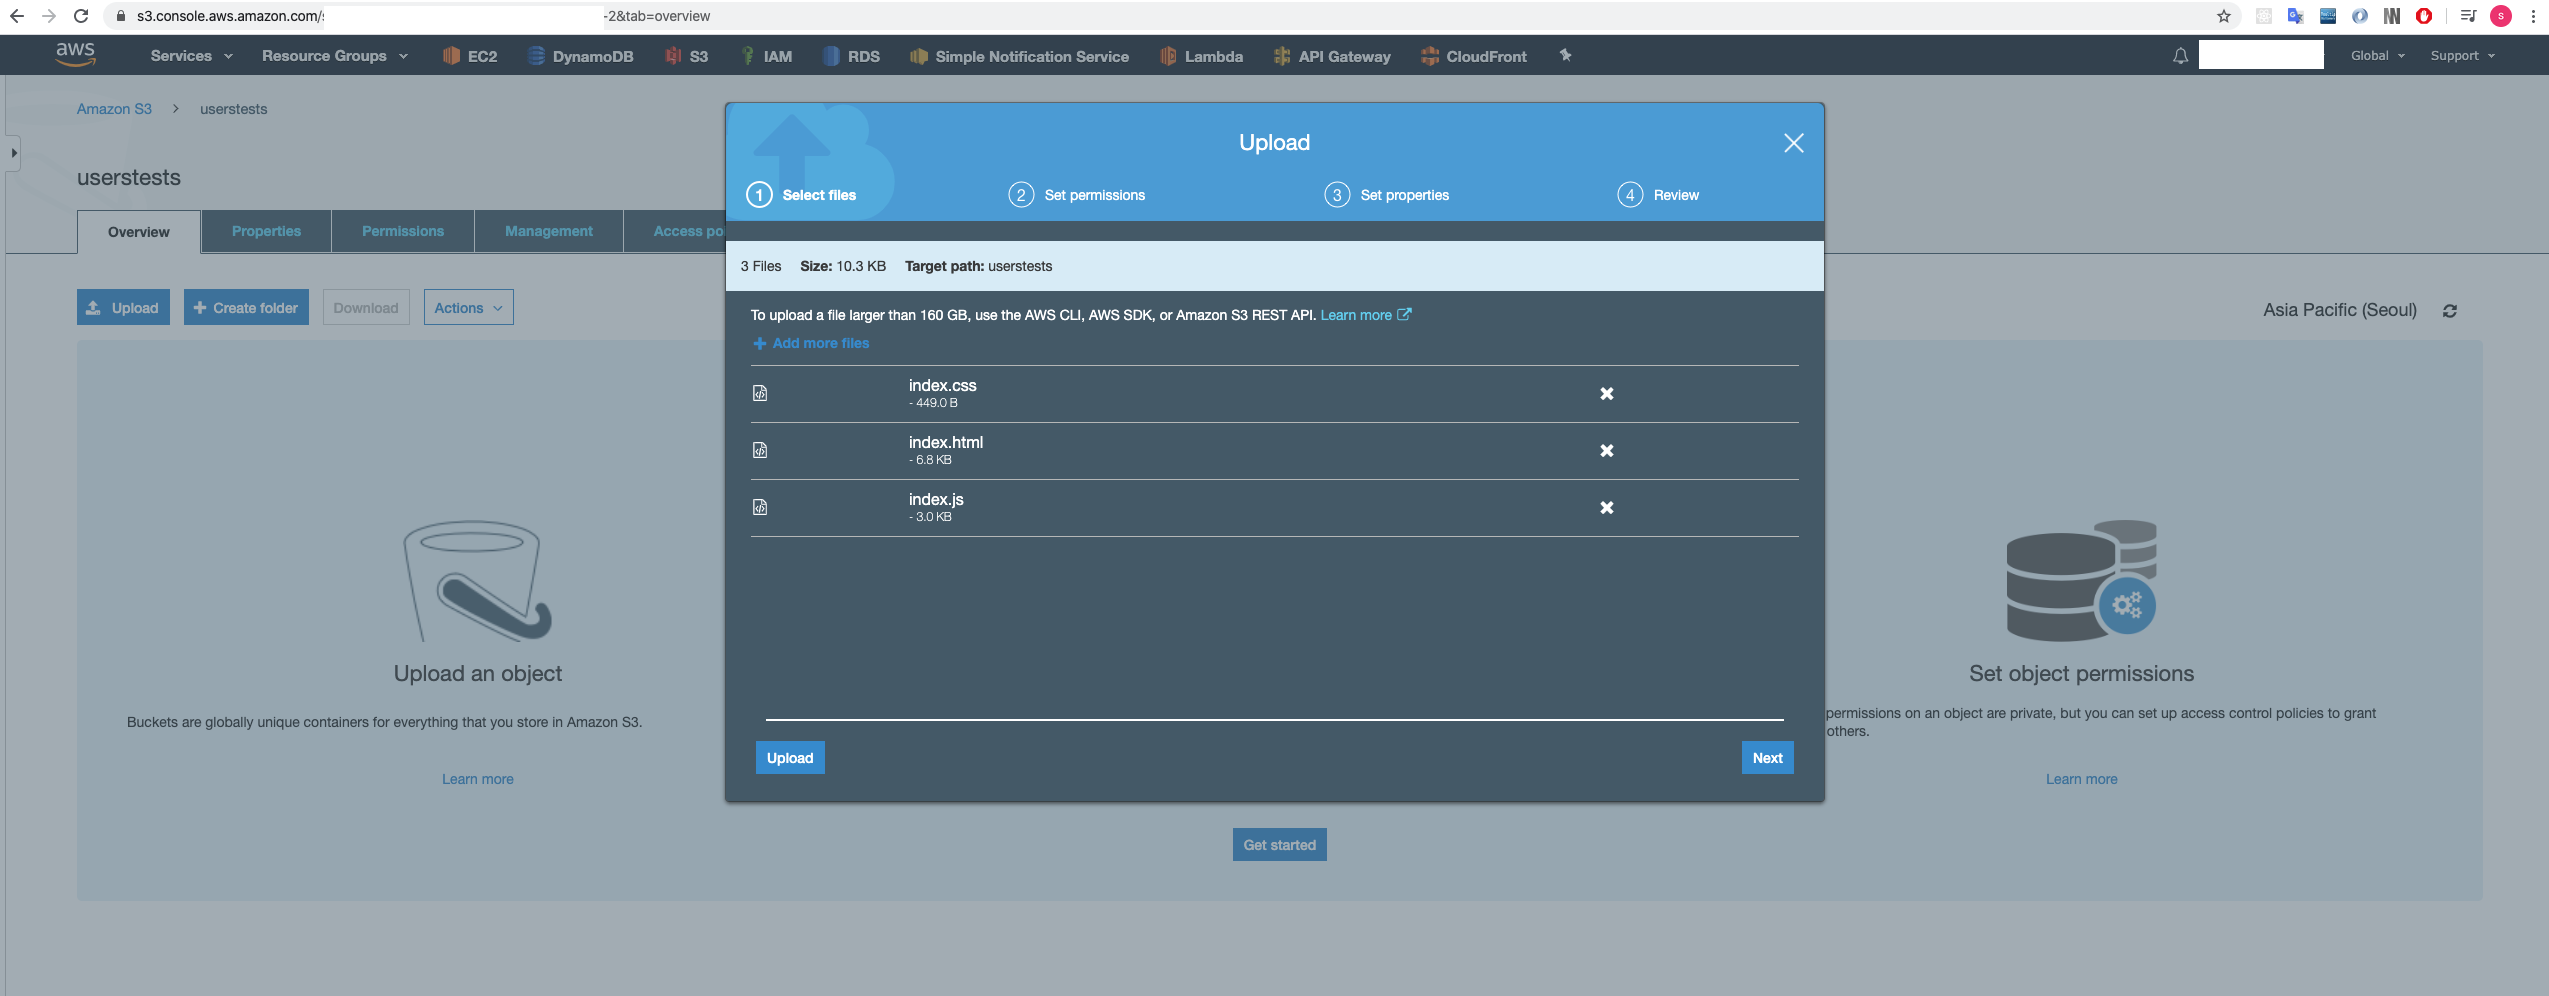 s3.console.aws.amazon.com/
-2&tab=overview
S
aws
Services
Resource Groups
EC2
DynamoDB
S3
IAM
RDS
Simple Notification Service
Lambda
API Gateway
CloudFront
Global
Support
Amazon S3 > userstests
userstests
Overview
Properties
Permissions
Management
Access po
Upload
Create folder
Download
Actions
Asia Pacific (Seoul)
Upload
1 Select files
2 Set permissions
3 Set properties
4 Review
3 Files Size: 10.3 KB Target path: userstests
To upload a file larger than 160 GB, use the AWS CLI, AWS SDK, or Amazon S3 REST API. Learn more
Add more files
index.css
- 449.0 B
index.html
- 6.8 KB
index.js
- 3.0 KB
Upload
Next
Upload an object
Buckets are globally unique containers for everything that you store in Amazon S3.
Learn more
Set object permissions
permissions on an object are private, but you can set up access control policies to grant
others.
Learn more
Get started